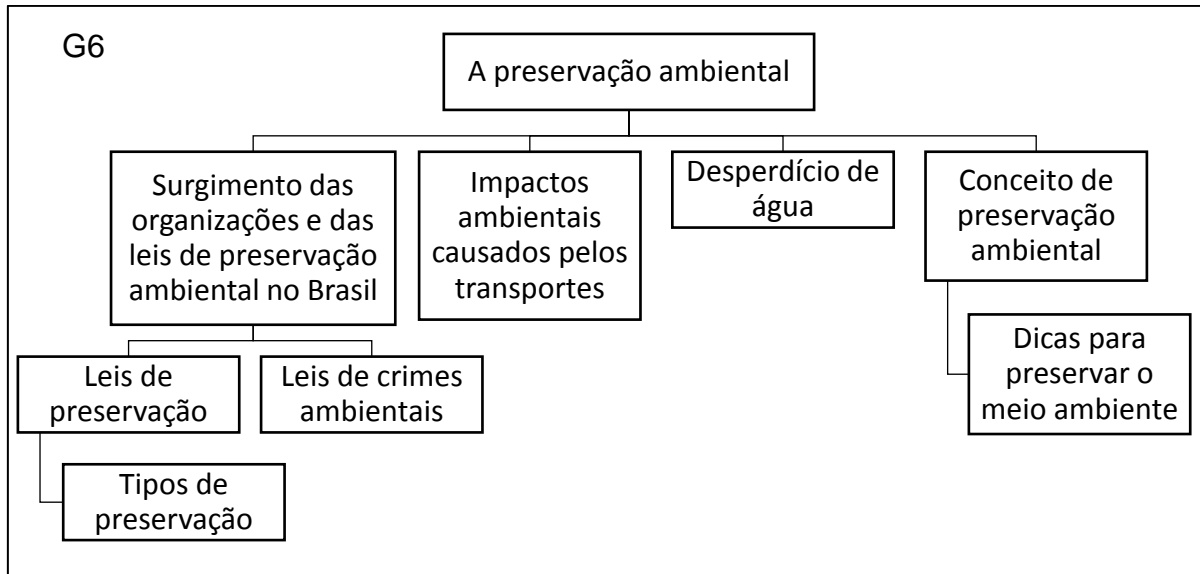 G6
A preservação ambiental
Surgimento das
organizações e das
leis de preservação
ambiental no Brasil
Impactos
ambientais
causados pelos
transportes
Desperdício de
água
Conceito de
preservação
ambiental
Leis de
preservação
Leis de crimes
ambientais
Dicas para
preservar o
meio ambiente
Tipos de
preservação